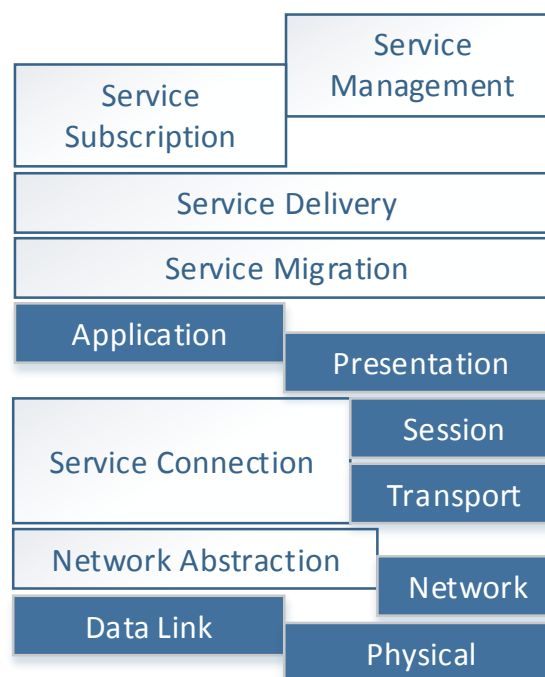 Service
Management
Service
Subscription
Service Delivery
Service Migration
Application
Presentation
Session
Service Connection
Transport
Network Abstraction
Network
Data Link
Physical